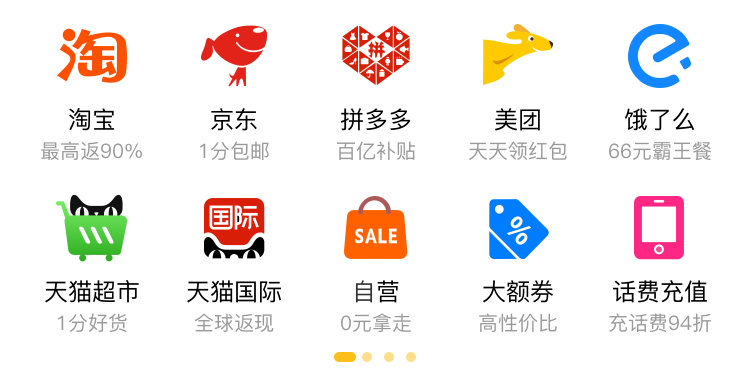 淘
淘宝 京东 拼多多 美团 饿了么
最高返90% 1分包邮 百亿补贴 天天领红包 66元霸王餐
国际 SALE %
天猫超市 天猫国际 自营 大额券 话费充值
1分好货 全球返现 0元拿走 高性价比 充话费94折